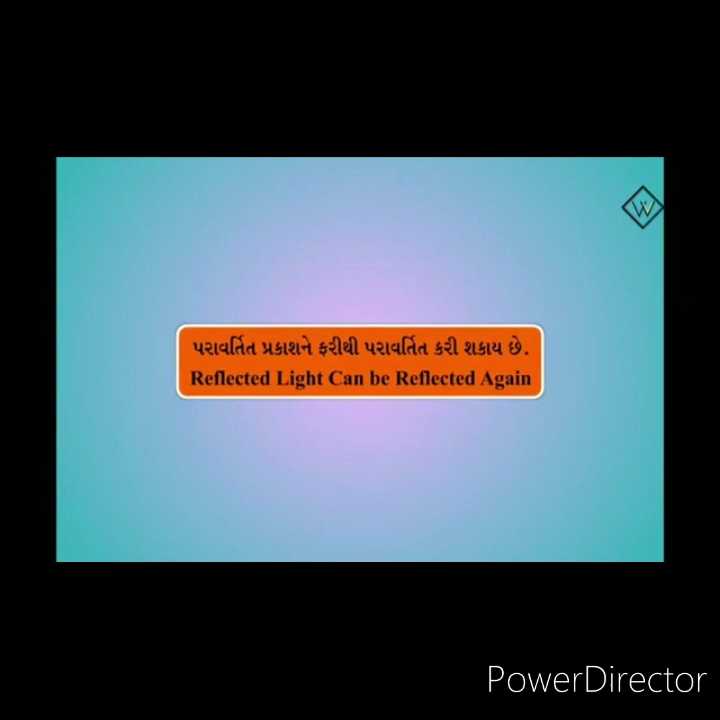 W
પરાવર્તિત પ્રકાશને ફરીથી પરાવર્તિત કરી શકાય છે.
Reflected Light Can be Reflected Again
PowerDirector